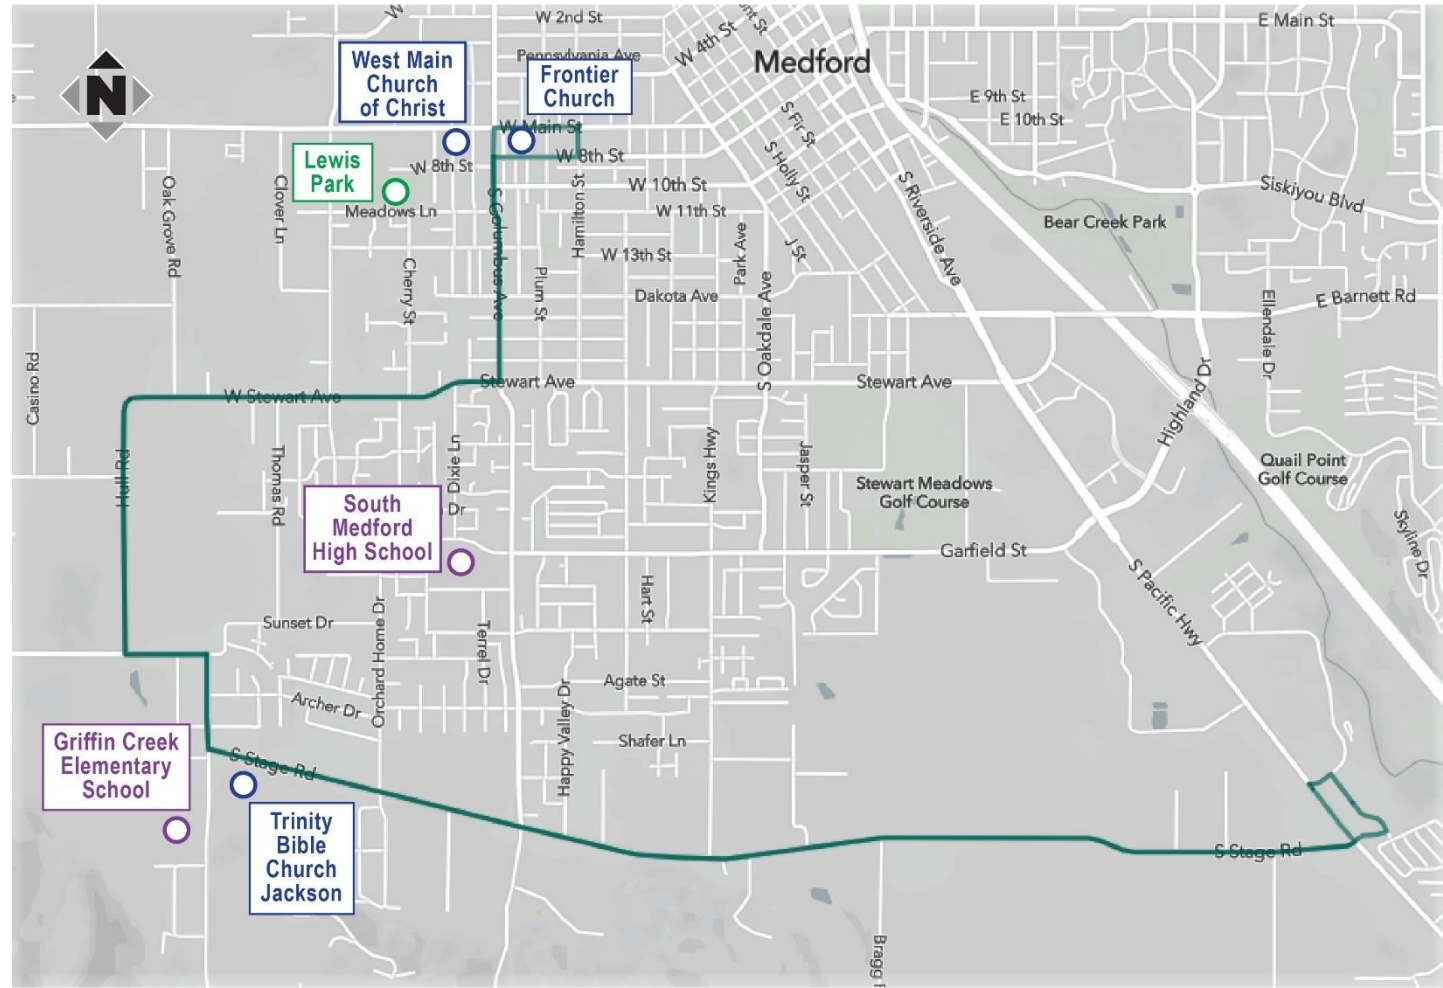 W 2nd St
E Main St
W 4th St
Pennsylvania Ave
Medford
N
West Main
Church
of Christ
Frontier
Church
E 9th St
E 10th St
S Fir St
W Main St
Lewis
Park
W 8th St
W 8th St
S Holly St
Oak Grove Rd
Clover Ln
Meadows Ln
S Columbus Ave
Hamilton St
W 10th St
W 11th St
S Riverside Ave
Siskiyou Blvd
Bear Creek Park
Cherry St
Plum St
W 13th St
Park Ave
J St
Dakota Ave
S Oakdale Ave
Ellendale Dr
E Barnett Rd
Casino Rd
W Stewart Ave
Stewart Ave
Stewart Ave
Highland Dr
Hull Rd
Thomas Rd
Dixie Ln
Kings Hwy
Jasper St
Stewart Meadows
Golf Course
Quail Point
Golf Course
South
Medford
High School
Dr
Skyline Dr
Garfield St
Hart St
S Pacific Hwy
Sunset Dr
Orchard Home Dr
Terrel Dr
Agate St
Archer Dr
Happy Valley Dr
Shafer Ln
Griffin Creek
Elementary
School
S Stage Rd
Trinity
Bible
Church
Jackson
S Stage Rd
Bragg